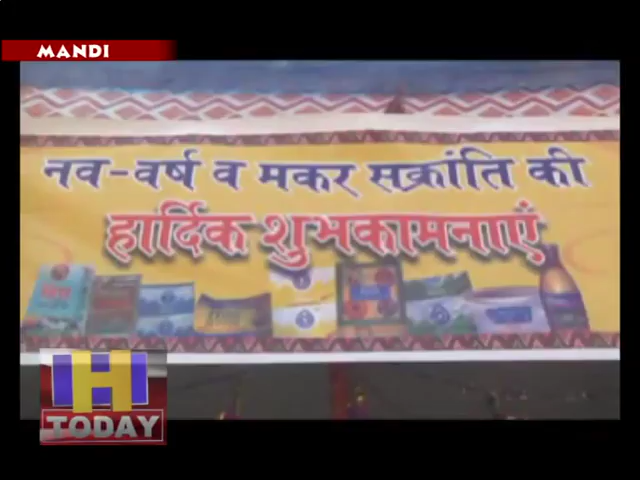 MANDI
नव-वर्ष व मकर सक्रांति की
हार्दिक शुभकामनाएं
H
TODAY